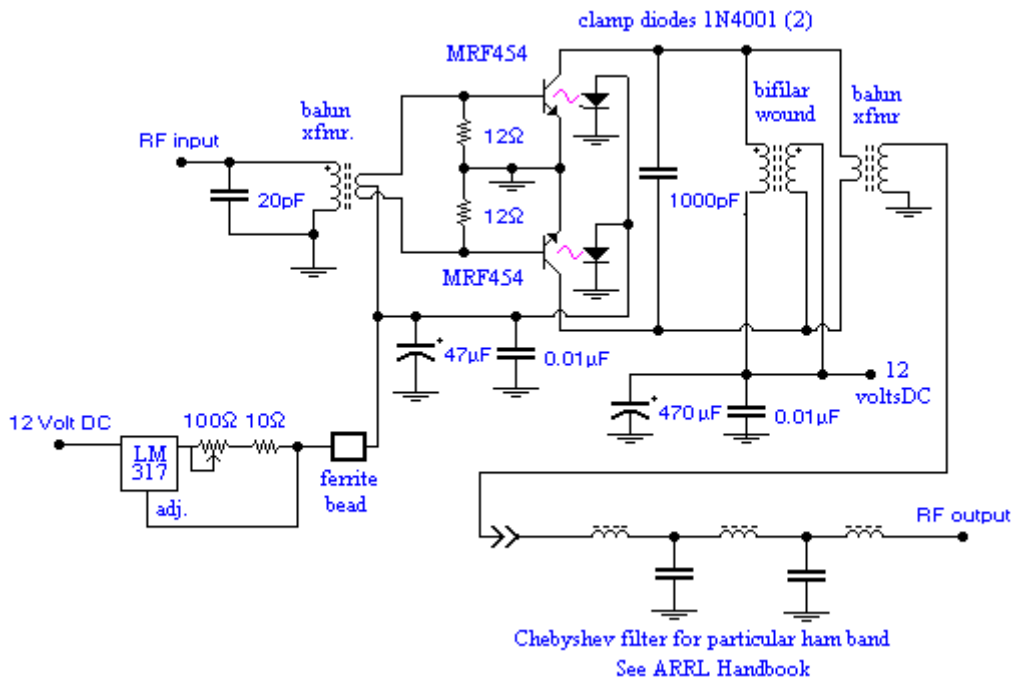 clamp diodes 1N4001 (2)
MRF454
balun
xfmr.
bifilar
wound
balun
xfmr
RF input
12Ω
20pF
1000pF
12Ω
MRF454
47µF
0.01µF
12
voltsDC
470 µF
0.01µF
12 Volt DC
100Ω
10Ω
LM
317
ferrite
bead
adj.
RF output
Chebyshev filter for particular ham band
See ARRL Handbook